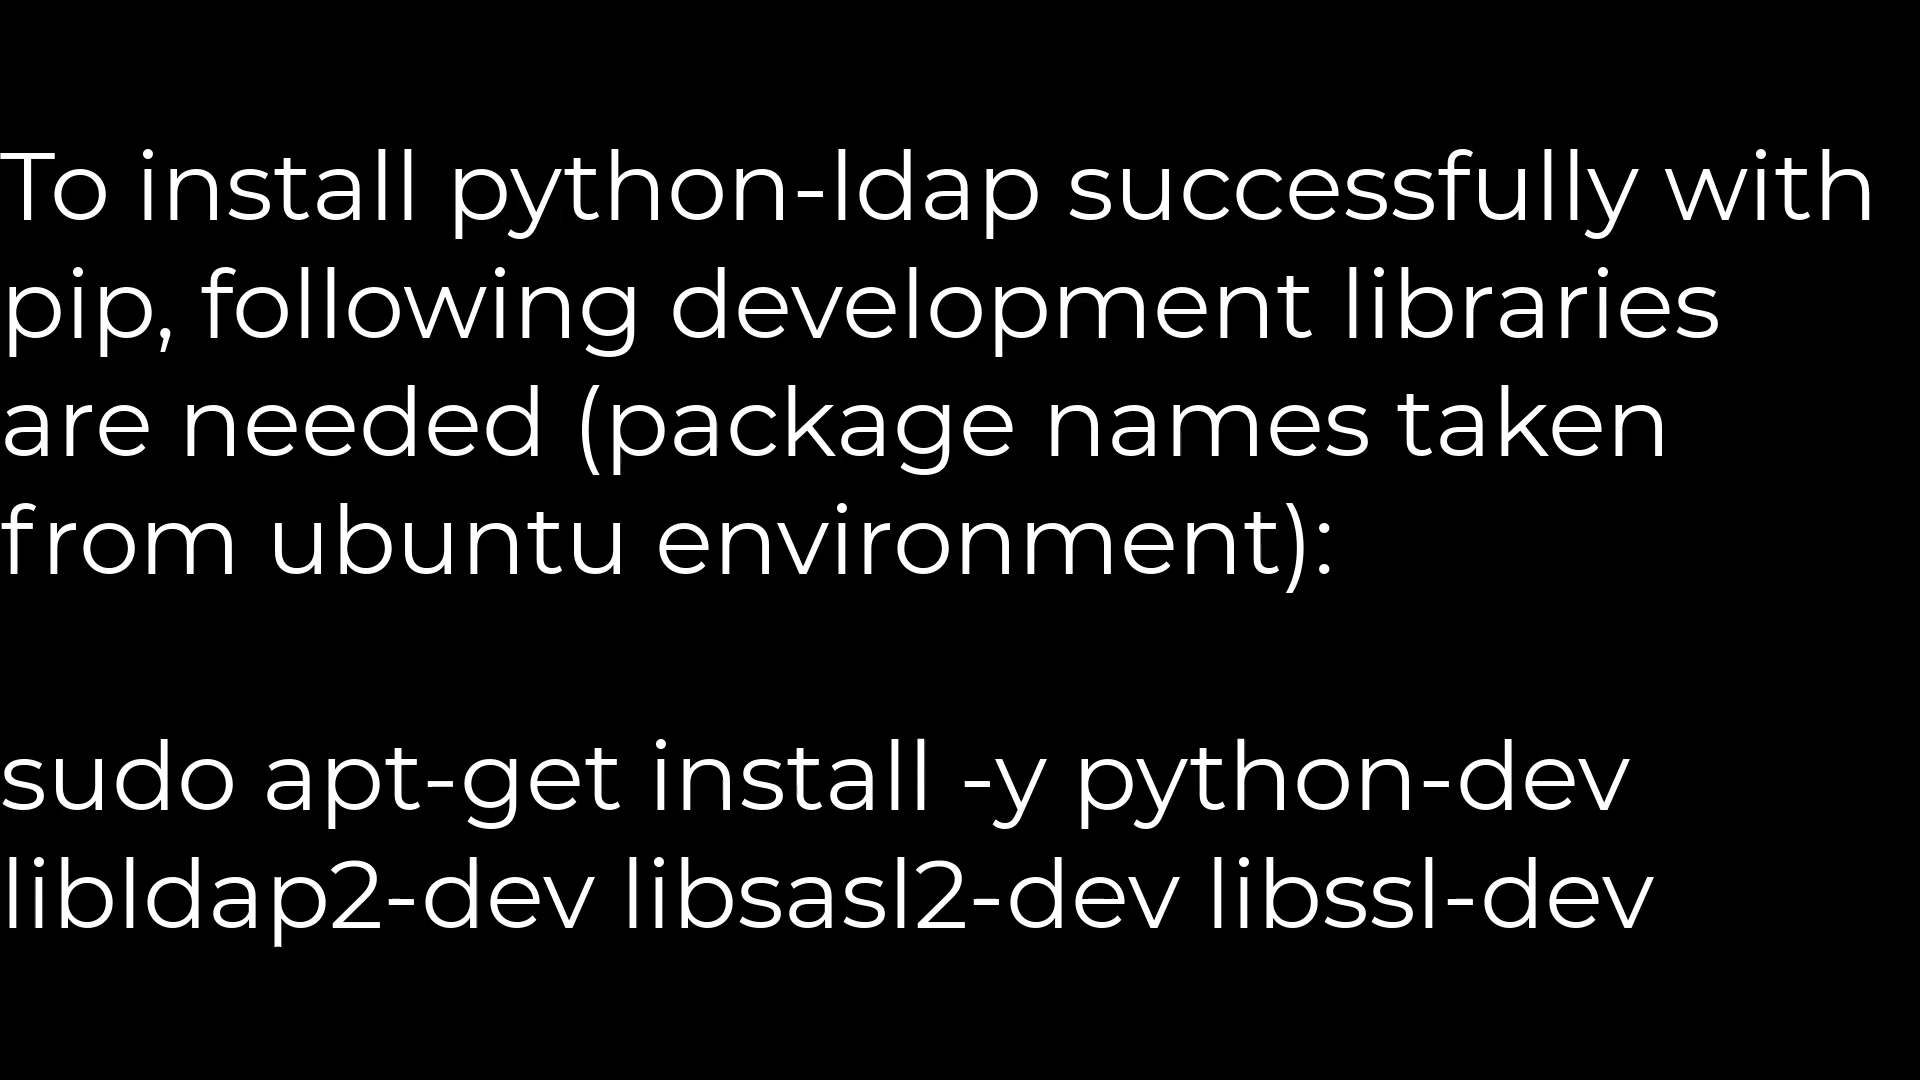 To install python-ldap successfully with
pip, following development libraries
are needed (package names taken
from ubuntu environment):
sudo apt-get install -y python-dev
libldap2-dev libsasl2-dev libssl-dev